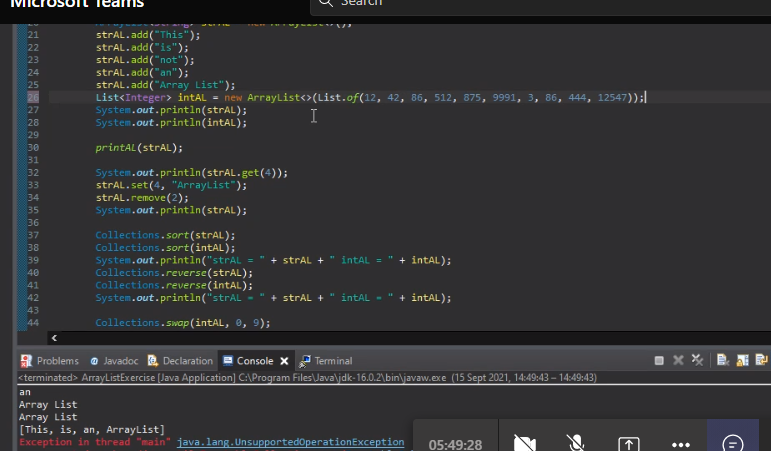 Microsoft Teams
Search
21 strAL.add("This");
22 strAL.add("is");
23 strAL.add("not");
24 strAL.add("an");
25 strAL.add("Array List");
26 List<Integer> intAL = new ArrayList<>(List.of(12, 42, 86, 512, 875, 9991, 3, 86, 444, 12547));
27 System.out.println(strAL);
28 System.out.println(intAL);
29
30 printAL(strAL);
31
32 System.out.println(strAL.get(4));
33 strAL.set(4, "ArrayList");
34 strAL.remove(2);
35 System.out.println(strAL);
36
37 Collections.sort(strAL);
38 Collections.sort(intAL);
39 System.out.println("strAL = " + strAL + " intAL = " + intAL);
40 Collections.reverse(strAL);
41 Collections.reverse(intAL);
42 System.out.println("strAL = " + strAL + " intAL = " + intAL);
43
44 Collections.swap(intAL, 0, 9);
Problems Javadoc Declaration Console Terminal
<terminated> ArrayListExercise [Java Application] C:\Program Files\Java\jdk-16.0.2\bin\javaw.exe (15 Sept 2021, 14:49:43 – 14:49:43)
an
Array List
Array List
[This, is, an, ArrayList]
Exception in thread "main" java.lang.UnsupportedOperationException
05:49:28